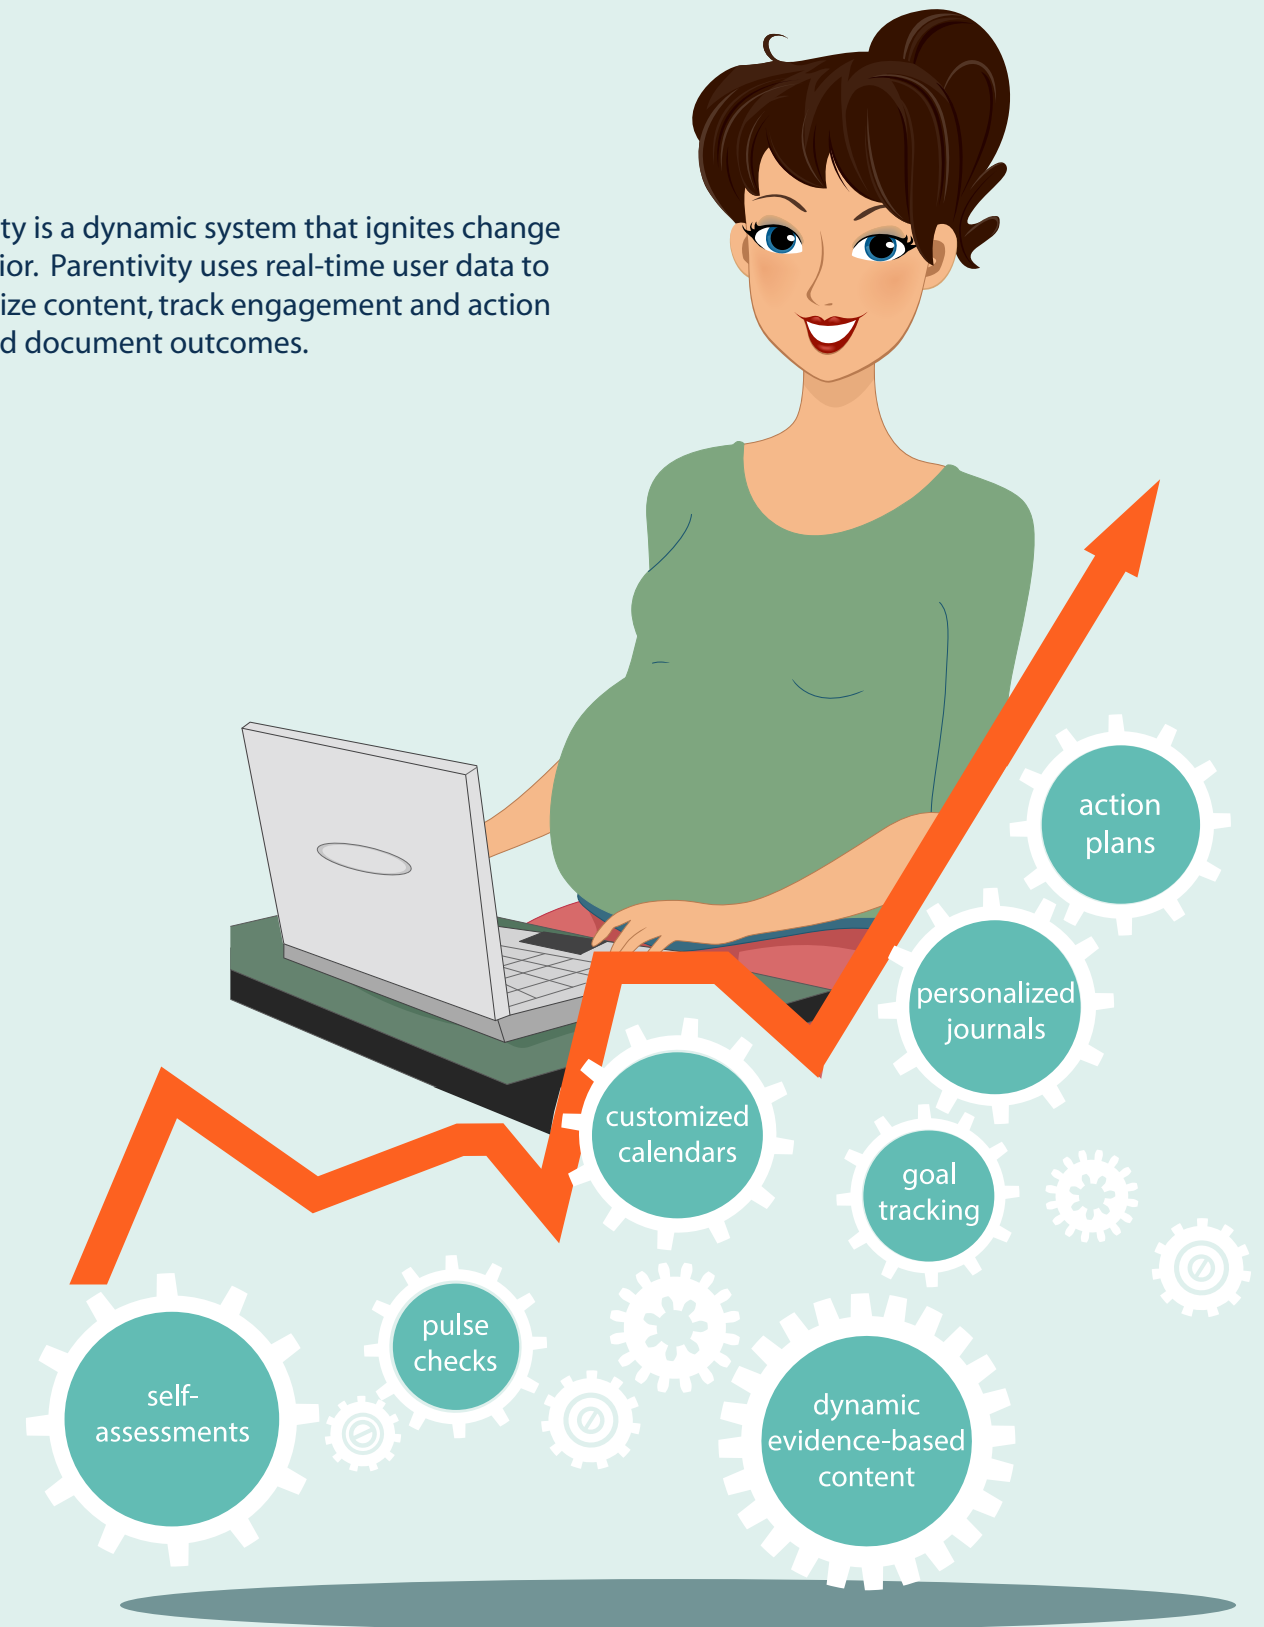 ty is a dynamic system that ignites change
ior. Parentivity uses real-time user data to
ize content, track engagement and action
d document outcomes.
action
plans
personalized
journals
customized
calendars
goal
tracking
pulse
checks
self-
assessments
dynamic
evidence-based
content